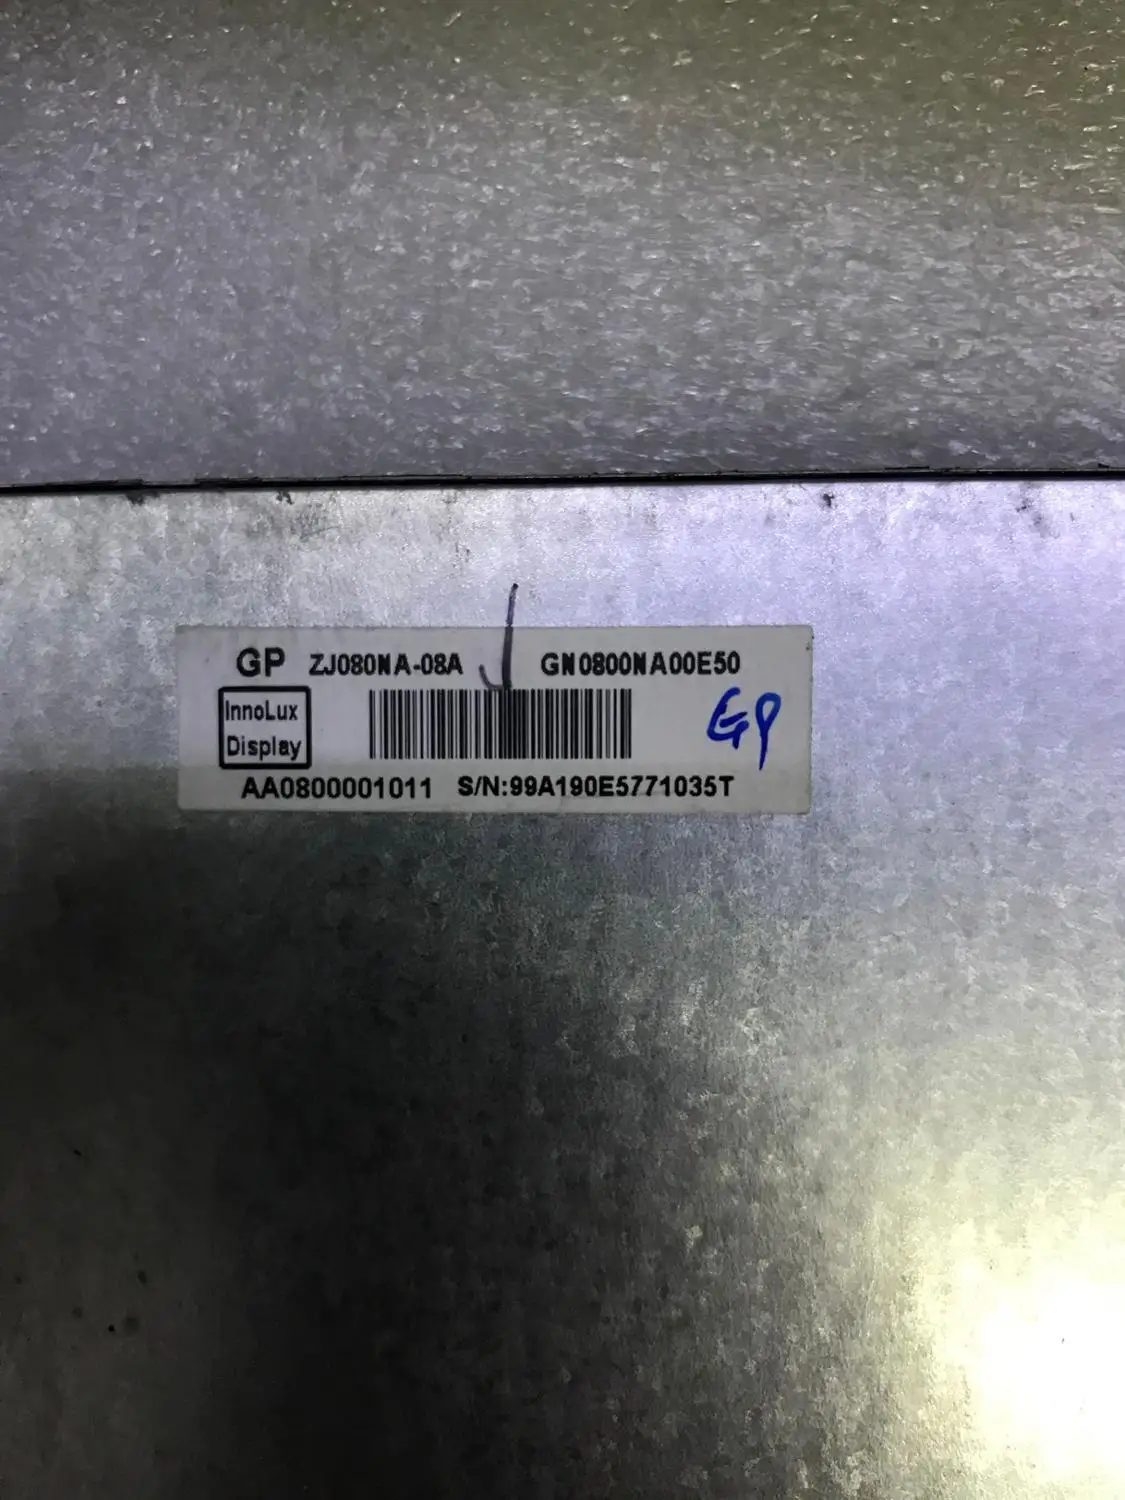 GP ZJ080NA-08A GN0800NA00E50
InnoLux
Display
GP
AA0800001011 S/N:99A190E5771035T